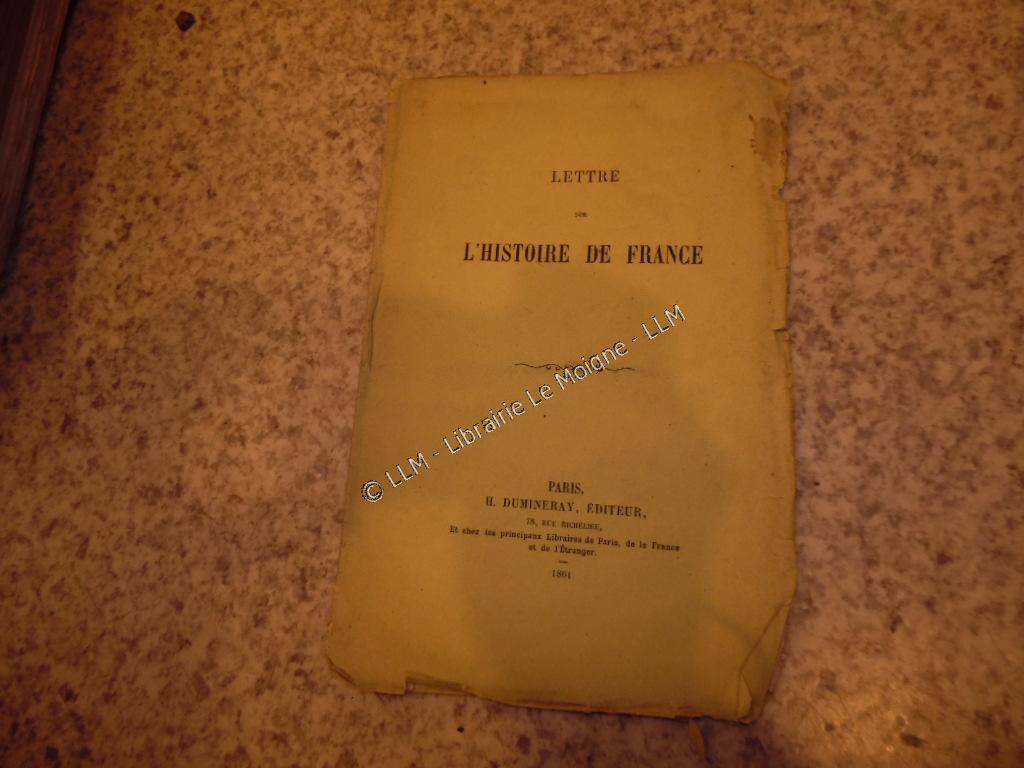 LETTRE
SUR
L'HISTOIRE DE FRANCE
© LLM - Librairie Le Moigne - LLM
PARIS,
H. DUMINERAY, ÉDITEUR,
78, RUE RICHELIEU,
Et chez les principaux Libraires de Paris, de la France
et de l'Étranger.
1861